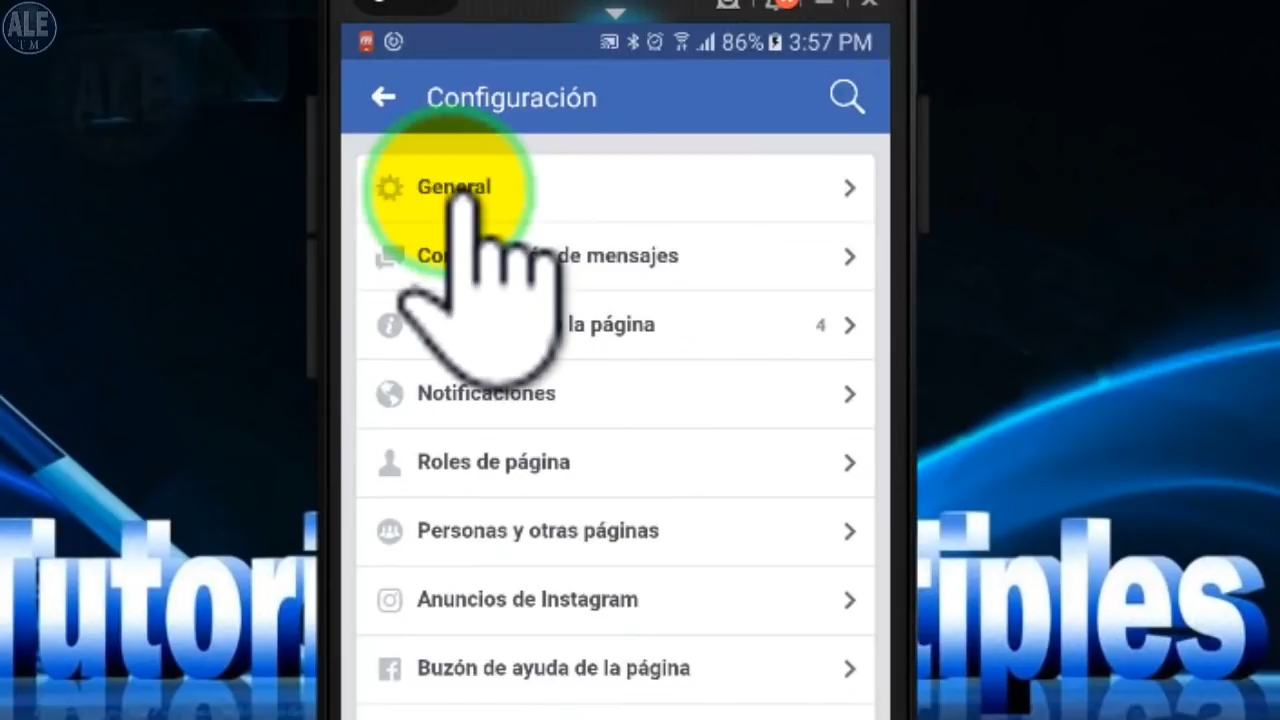 ALE
TM
86% 3:57 PM
Configuración
General
de mensajes
la página 4
Notificaciones
Roles de página
Personas y otras páginas
Anuncios de Instagram
Buzón de ayuda de la página